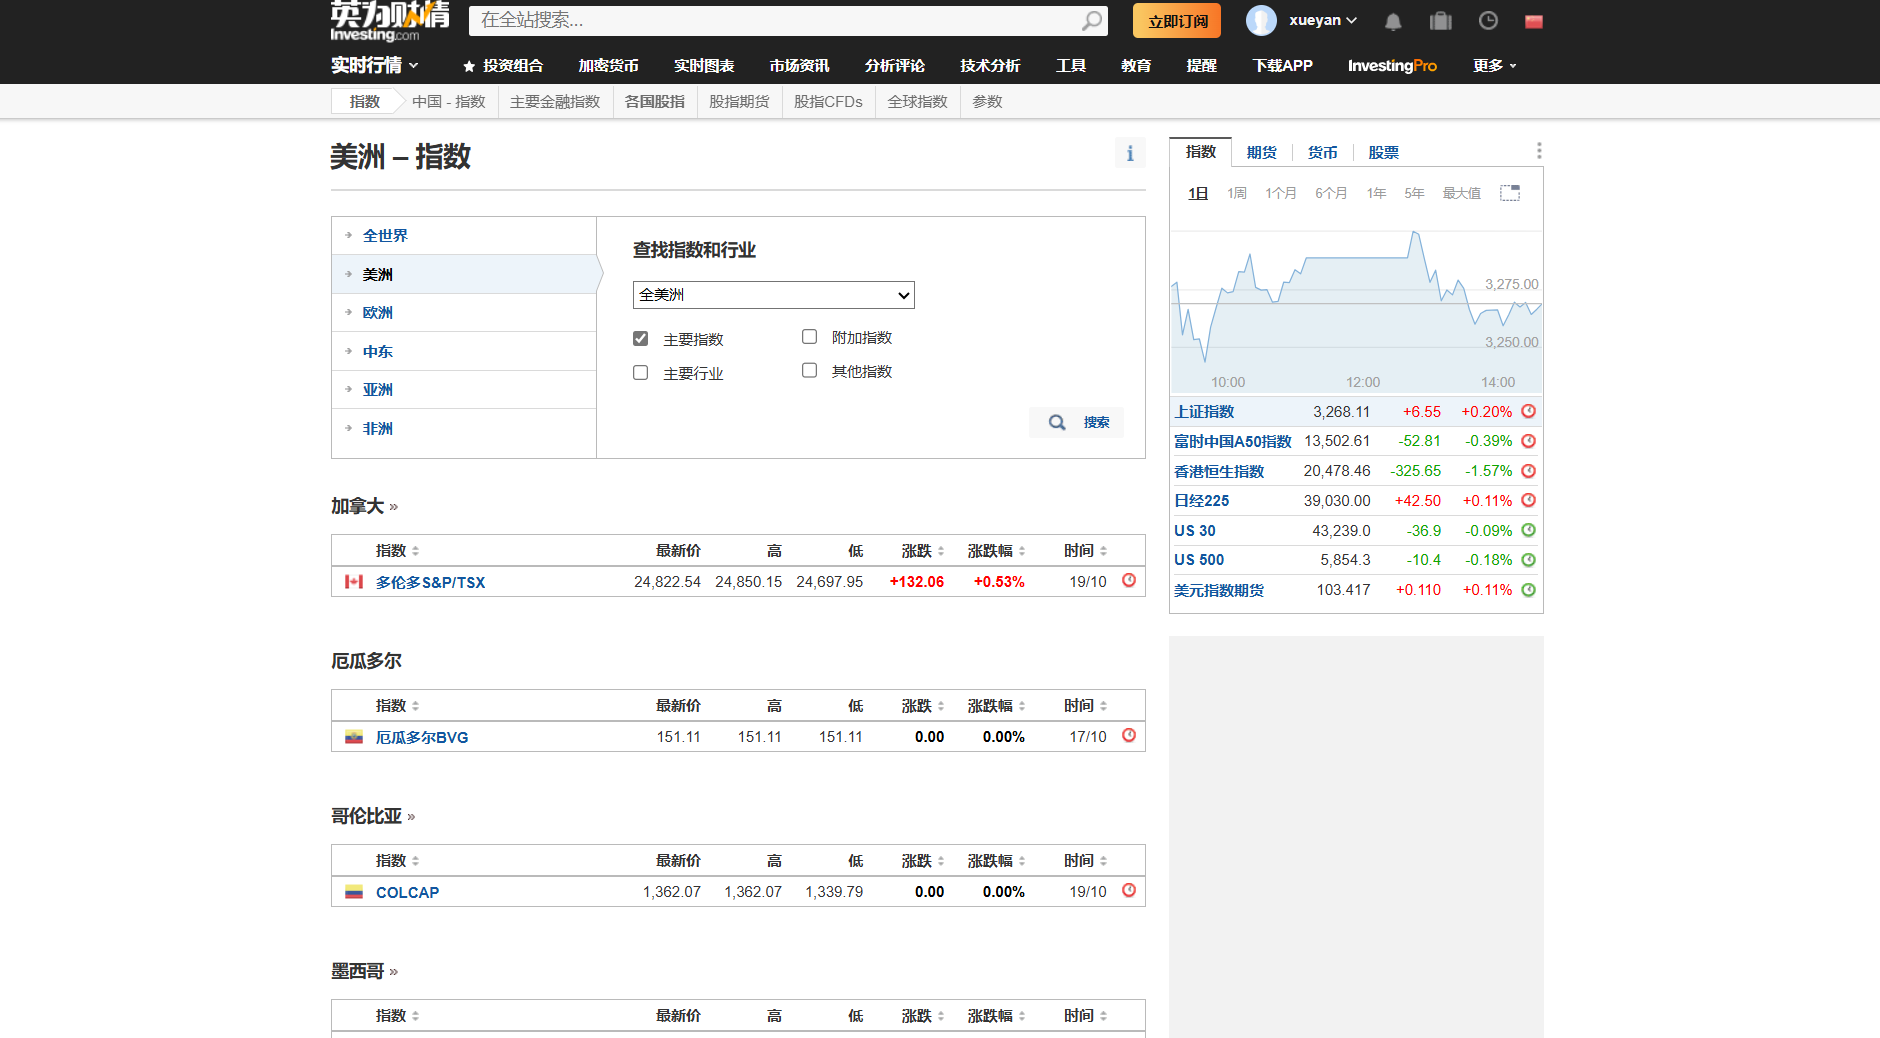 英为财情
Investing.com
在全站搜索...
立即订阅
xueyan
实时行情
投资组合 加密货币 实时图表 市场资讯 分析评论 技术分析 工具 教育 提醒 下载APP InvestingPro 更多
指数 中国 - 指数 主要金融指数 各国股指 股指期货 股指CFDs 全球指数 参数
美洲 – 指数
i
全世界
美洲
欧洲
中东
亚洲
非洲
查找指数和行业
全美洲
主要指数 附加指数
主要行业 其他指数
搜索
加拿大 »
指数 最新价 高 低 涨跌 涨跌幅 时间
多伦多S&P/TSX 24,822.54 24,850.15 24,697.95 +132.06 +0.53% 19/10
厄瓜多尔
指数 最新价 高 低 涨跌 涨跌幅 时间
厄瓜多尔BVG 151.11 151.11 151.11 0.00 0.00% 17/10
哥伦比亚 »
指数 最新价 高 低 涨跌 涨跌幅 时间
COLCAP 1,362.07 1,362.07 1,339.79 0.00 0.00% 19/10
墨西哥 »
指数 最新价 高 低 涨跌 涨跌幅 时间
指数 期货 货币 股票
1日 1周 1个月 6个月 1年 5年 最大值
3,275.00
3,250.00
10:00 12:00 14:00
上证指数 3,268.11 +6.55 +0.20%
富时中国A50指数 13,502.61 -52.81 -0.39%
香港恒生指数 20,478.46 -325.65 -1.57%
日经225 39,030.00 +42.50 +0.11%
US 30 43,239.0 -36.9 -0.09%
US 500 5,854.3 -10.4 -0.18%
美元指数期货 103.417 +0.110 +0.11%